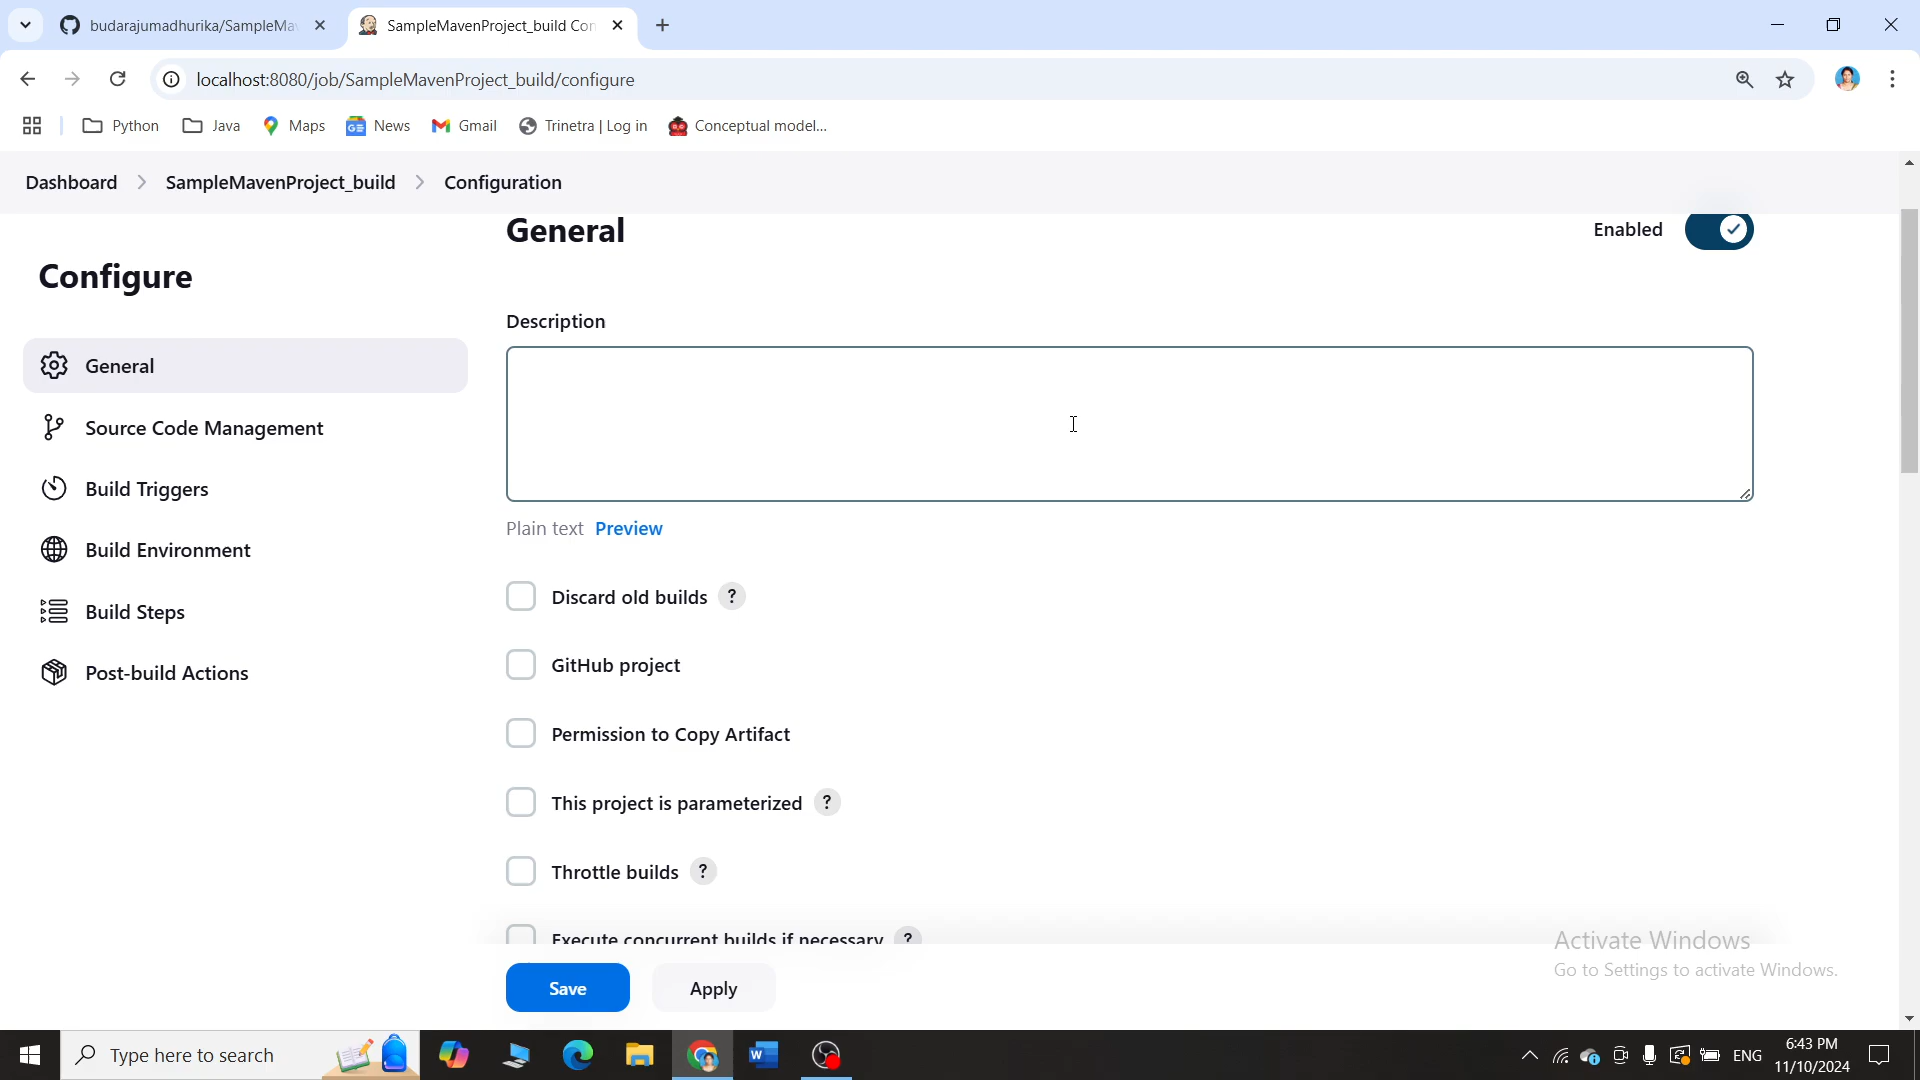 budarajumadhurika/SampleMav
SampleMavenProject_build Con
localhost:8080/job/SampleMavenProject_build/configure
Python
Java
Maps
News
Gmail
Trinetra | Log in
Conceptual model...
Dashboard
SampleMavenProject_build
Configuration
General
Enabled
Configure
Description
General
Source Code Management
Build Triggers
Plain text Preview
Build Environment
Discard old builds ?
Build Steps
GitHub project
Post-build Actions
Permission to Copy Artifact
This project is parameterized ?
Throttle builds ?
Execute concurrent builds if necessary ?
Activate Windows
Go to Settings to activate Windows.
Save
Apply
Type here to search
ENG
6:43 PM
11/10/2024